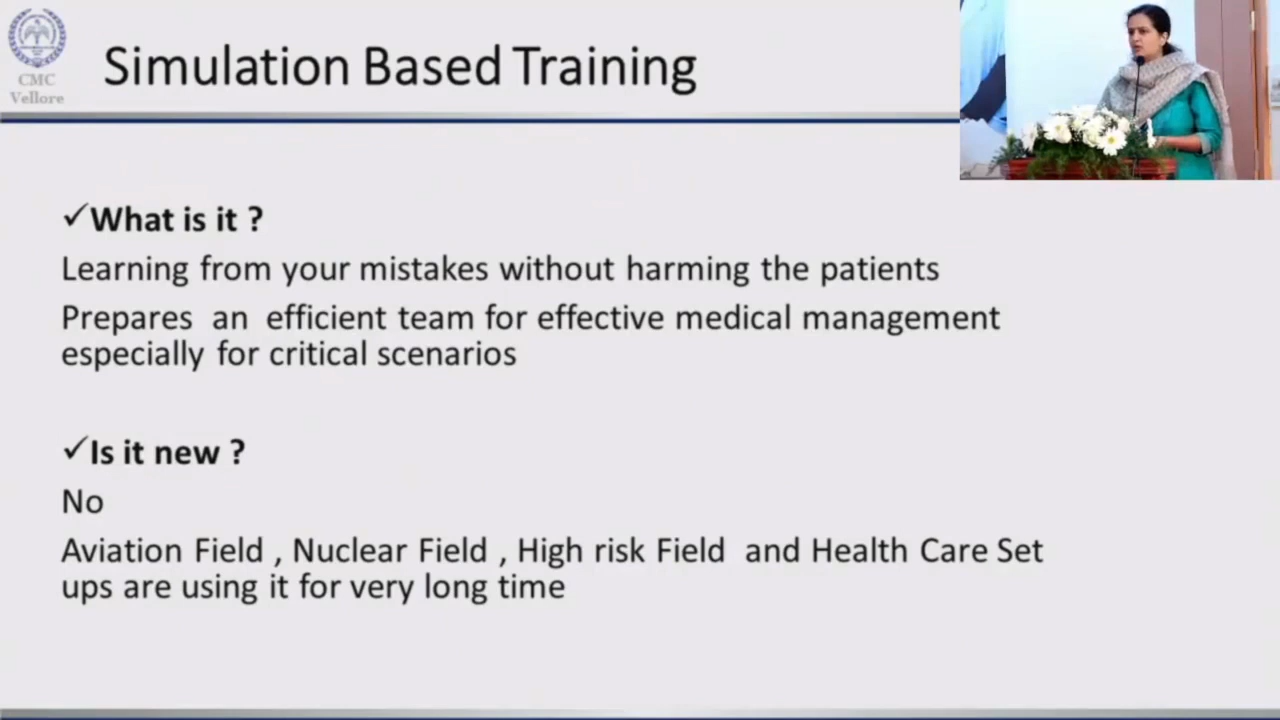 CMC
Vellore
Simulation Based Training
✓What is it ?
Learning from your mistakes without harming the patients
Prepares an efficient team for effective medical management
especially for critical scenarios
✓Is it new ?
No
Aviation Field , Nuclear Field , High risk Field and Health Care Set
ups are using it for very long time